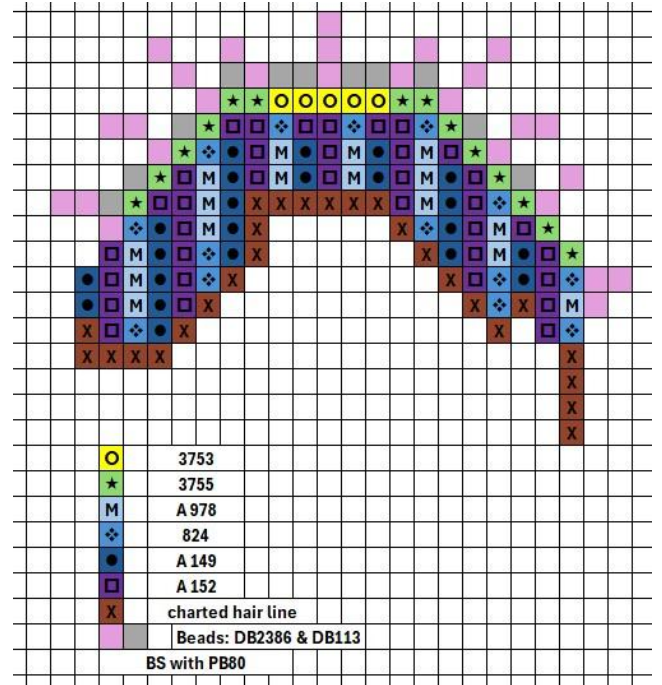 O 3753
★ 3755
M A 978
❖ 824
● A 149
□ A 152
X charted hair line
Beads: DB2386 & DB113
BS with PB80